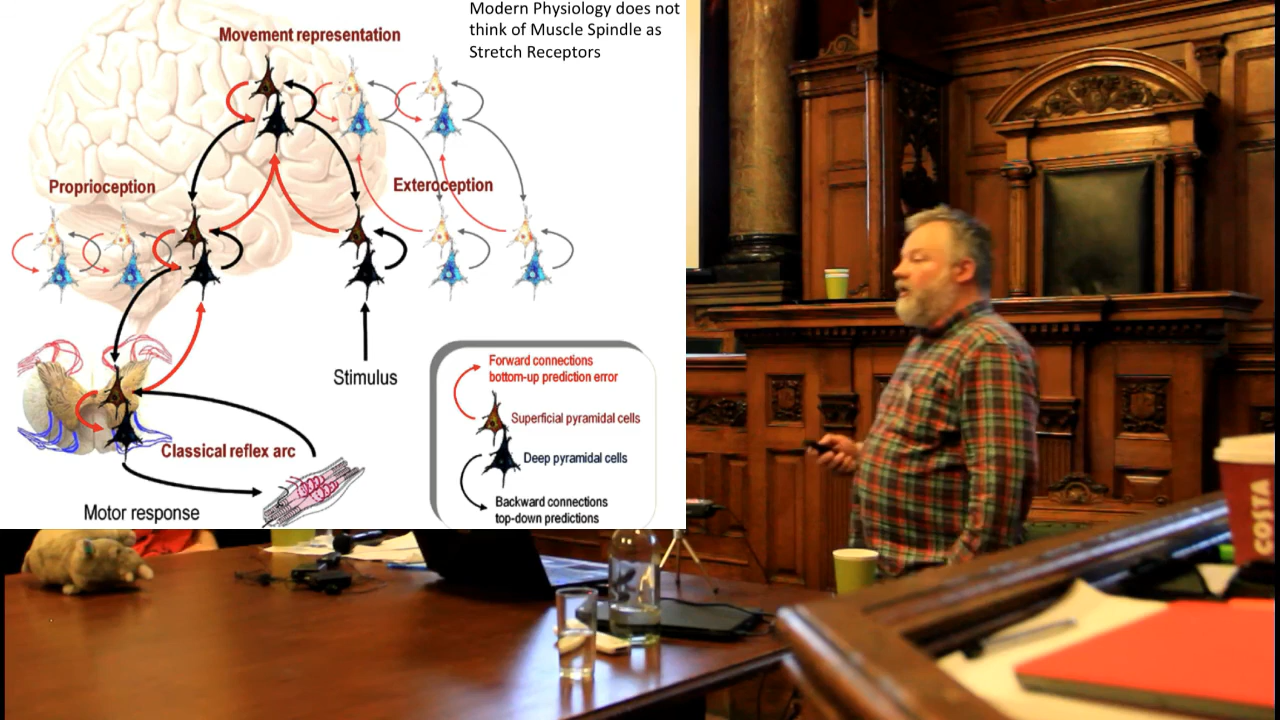 Modern Physiology does not
think of Muscle Spindle as
Stretch Receptors
Movement representation
Proprioception
Exteroception
Stimulus
Classical reflex arc
Motor response
Forward connections
bottom-up prediction error
Superficial pyramidal cells
Deep pyramidal cells
Backward connections
top-down predictions
COSTA